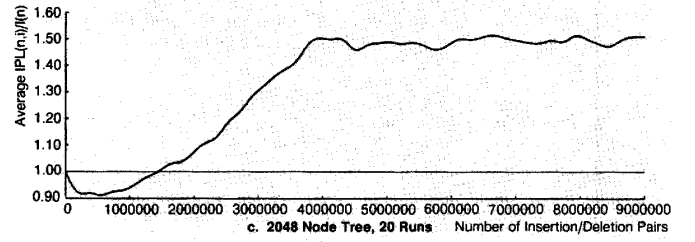 Average IPL(n,i)/I(n)
1.60
1.50
1.40
1.30
1.20
1.10
1.00
0.90
0 1000000 2000000 3000000 4000000 5000000 6000000 7000000 8000000 9000000
c. 2048 Node Tree, 20 Runs Number of Insertion/Deletion Pairs